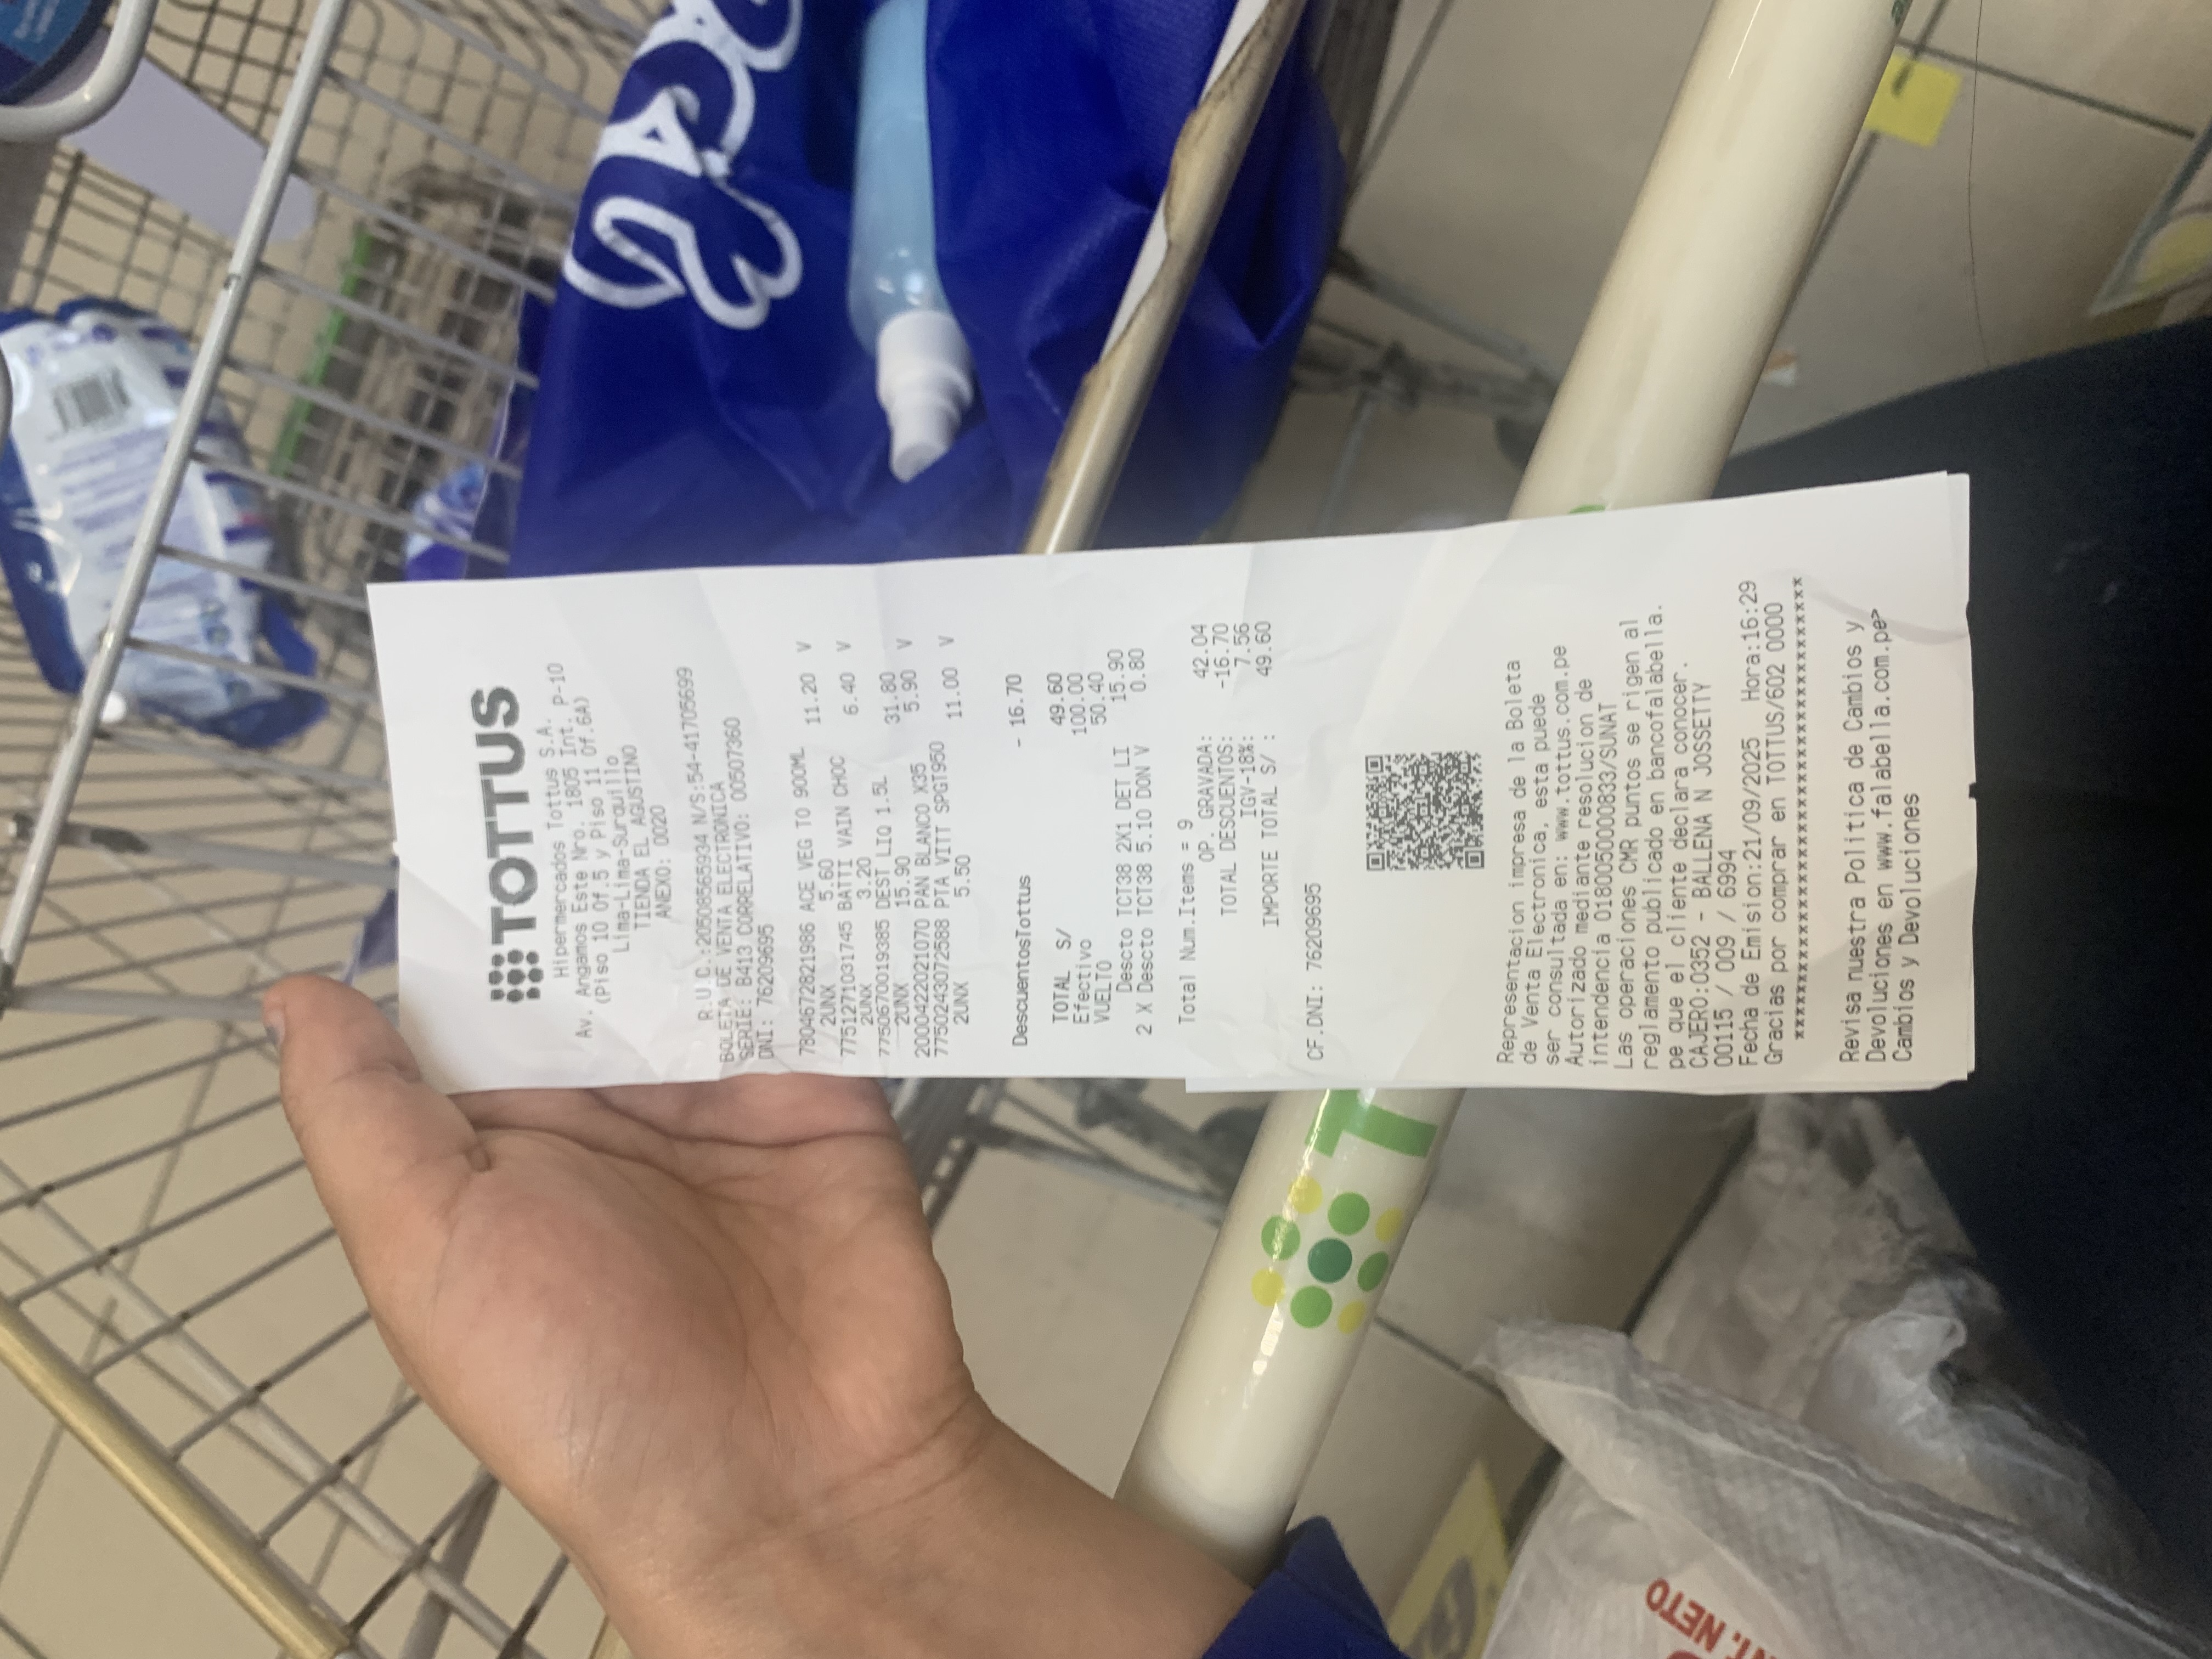 TOTTUS
Hipermercados Tottus S.A.
Av. Angamos Este Nro. 1805 Int. P-10
(Piso 10 Of.5 y Piso 11 Of.6A)
Lima-Lima-Surquillo
TIENDA EL AGUSTINO
ANEXO: 0020
R.U.C.:20508565934 N/S:54-41705699
BOLETA DE VENTA ELECTRONICA
SERIE: B413 CORRELATIVO: 00507360
DNI: 76209695
7804672821986 ACE VEG TO 900ML 11.20 V
2UNX 5.60
7751271031745 BATTI VAIN CHOC 6.40 V
2UNX 3.20
7750670019385 DEST LIQ 1.5L 31.80
2UNX 15.90
2000422021070 PAN BLANCO X35 5.90 V
7750243072588 PTA VITT SPGT950 11.00 V
2UNX 5.50
DescuentosTottus - 16.70
TOTAL S/ 49.60
Efectivo 100.00
VUELTO 50.40
Descto TCT38 2X1 DET LI 15.90
2 X Descto TCT38 5.10 DON V 0.80
Total Num.Items = 9
OP. GRAVADA: 42.04
TOTAL DESCUENTOS: -16.70
IGV-18%: 7.56
IMPORTE TOTAL S/ : 49.60
CF.DNI: 76209695
Representacion impresa de la Boleta
de Venta Electronica, esta puede
ser consultada en: www.tottus.com.pe
Autorizado mediante resolucion de
intendencia 0180050000833/SUNAT
Las operaciones CMR puntos se rigen al
reglamento publicado en bancofalabella.
pe que el cliente declara conocer.
CAJERO:0352 - BALLENA N JOSSETTY
00115 / 009 / 6994
Fecha de Emision:21/09/2025 Hora:16:29
Gracias por comprar en TOTTUS/602 0000
***************************************
Revisa nuestra Politica de Cambios y
Devoluciones en www.falabella.com.pe>
Cambios y Devoluciones
T
NT. NETO